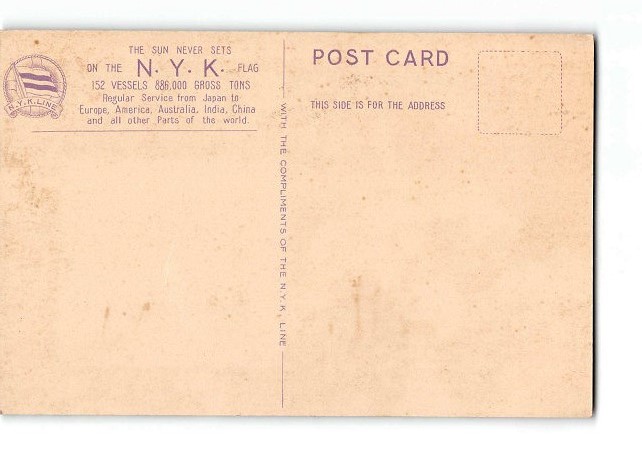 THE SUN NEVER SETS
ON THE N. Y. K. FLAG
152 VESSELS 886,000 GROSS TONS
Regular Service from Japan to
Europe, America, Australia, India, China
and all other Parts of the world.
N.Y.K.LINE
WITH THE COMPLIMENTS OF THE N.Y.K. LINE
POST CARD
THIS SIDE IS FOR THE ADDRESS